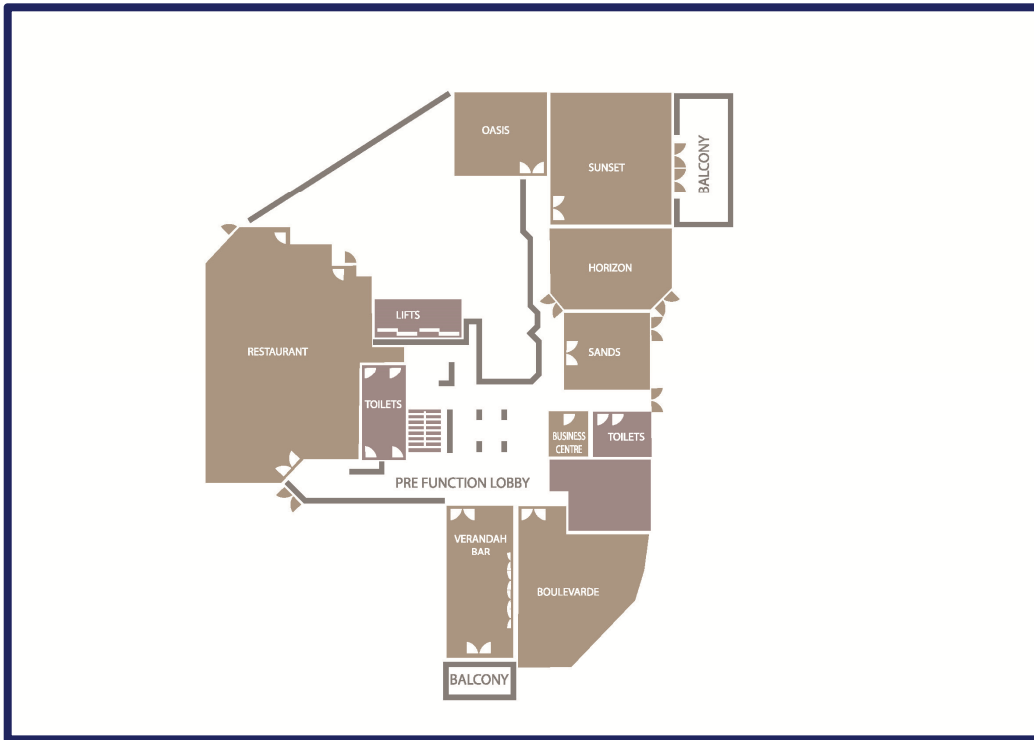 OASIS
SUNSET
BALCONY
HORIZON
LIFTS
RESTAURANT
SANDS
TOILETS
BUSINESS
CENTRE
TOILETS
PRE FUNCTION LOBBY
VERANDAH
BAR
BOULEVARDE
BALCONY